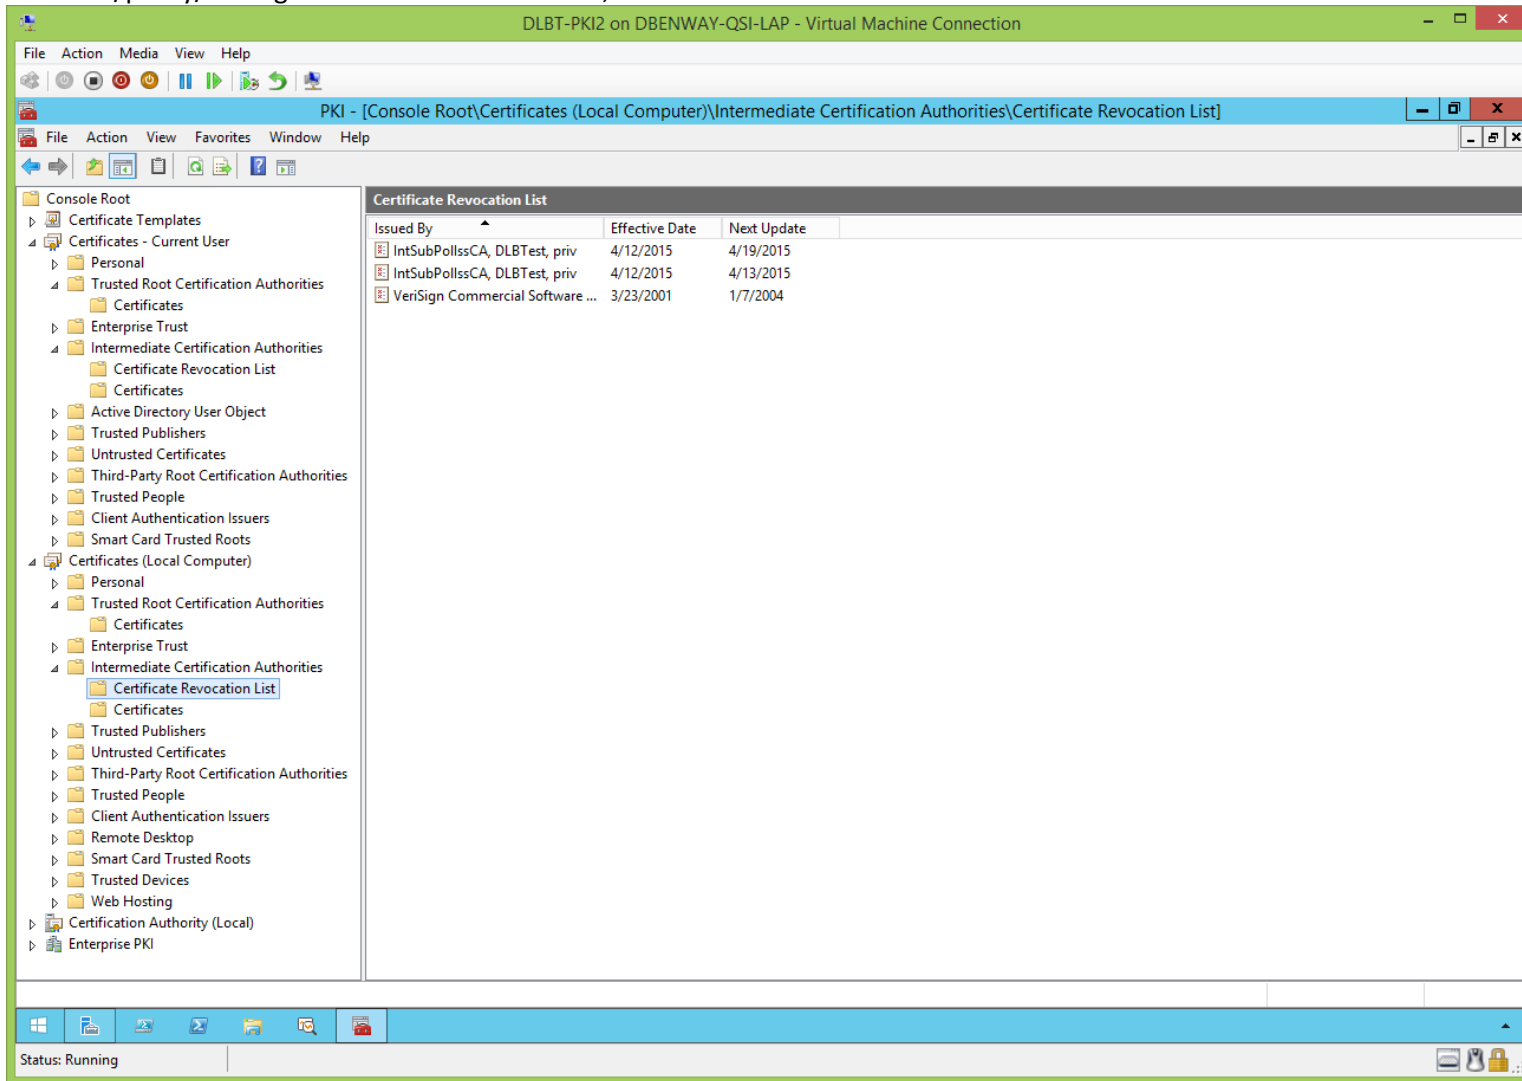 DLBT-PKI2 on DBENWAY-QSI-LAP - Virtual Machine Connection
File Action Media View Help
PKI - [Console Root\Certificates (Local Computer)\Intermediate Certification Authorities\Certificate Revocation List]
File Action View Favorites Window Help
Console Root
Certificate Templates
Certificates - Current User
Personal
Trusted Root Certification Authorities
Certificates
Enterprise Trust
Intermediate Certification Authorities
Certificate Revocation List
Certificates
Active Directory User Object
Trusted Publishers
Untrusted Certificates
Third-Party Root Certification Authorities
Trusted People
Client Authentication Issuers
Smart Card Trusted Roots
Certificates (Local Computer)
Personal
Trusted Root Certification Authorities
Certificates
Enterprise Trust
Intermediate Certification Authorities
Certificate Revocation List
Certificates
Trusted Publishers
Untrusted Certificates
Third-Party Root Certification Authorities
Trusted People
Client Authentication Issuers
Remote Desktop
Smart Card Trusted Roots
Trusted Devices
Web Hosting
Certification Authority (Local)
Enterprise PKI
Certificate Revocation List
Issued By Effective Date Next Update
IntSubPolIssCA, DLBTest, priv 4/12/2015 4/19/2015
IntSubPolIssCA, DLBTest, priv 4/12/2015 4/13/2015
VeriSign Commercial Software ... 3/23/2001 1/7/2004
Status: Running